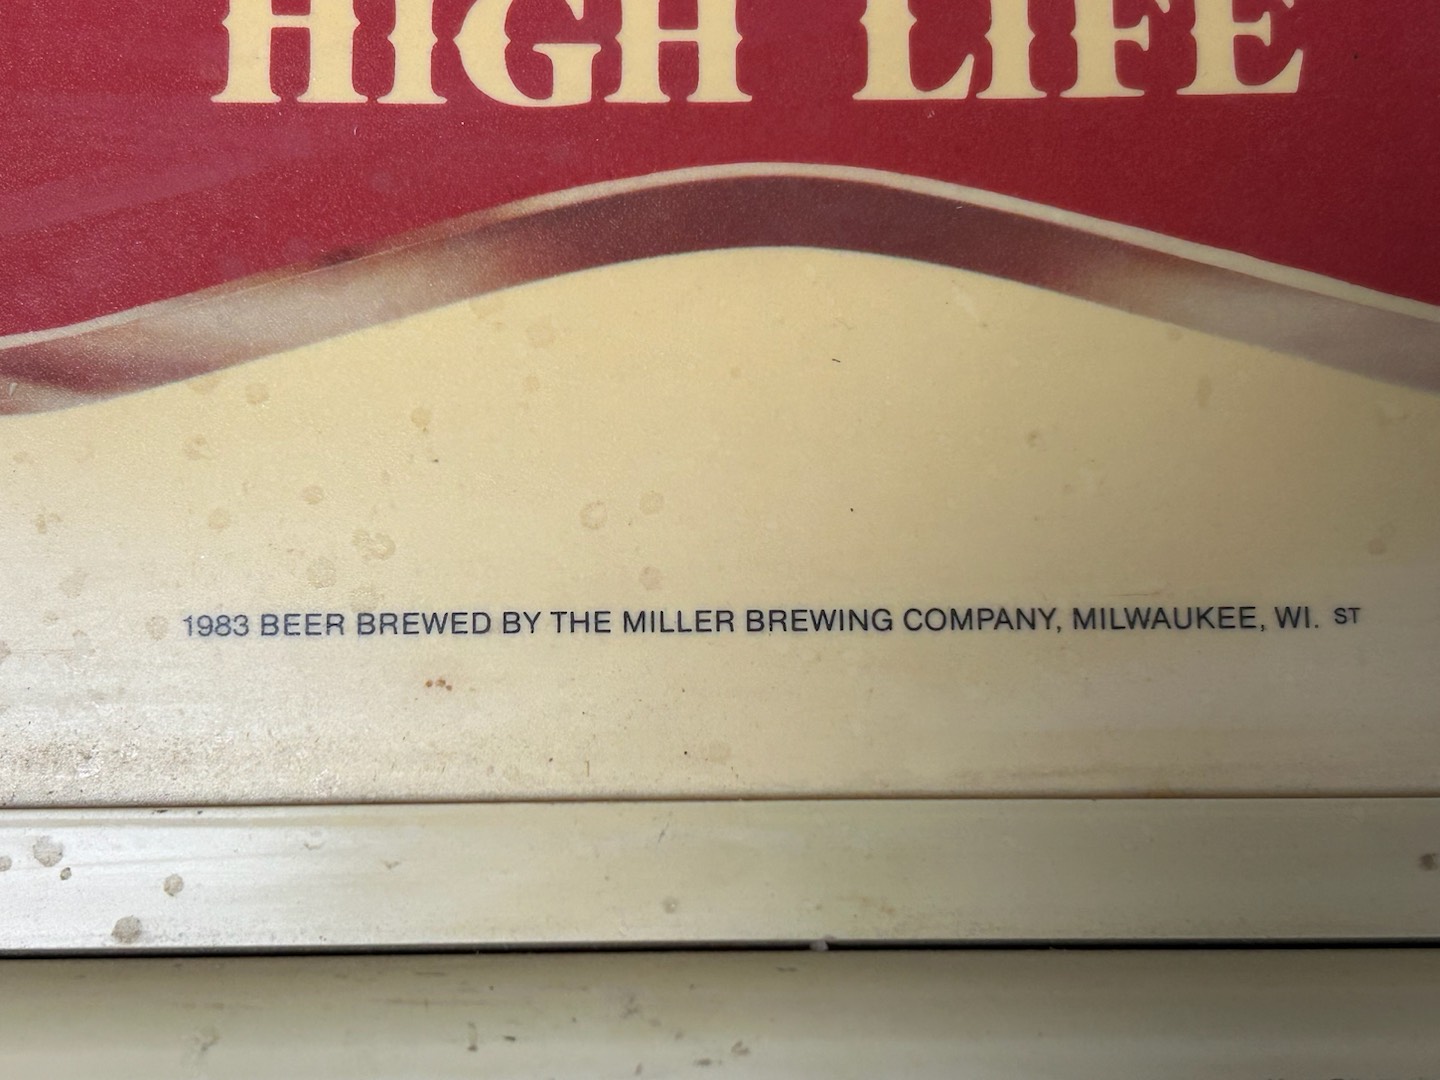 HIGH LIFE
1983 BEER BREWED BY THE MILLER BREWING COMPANY, MILWAUKEE, WI. ST